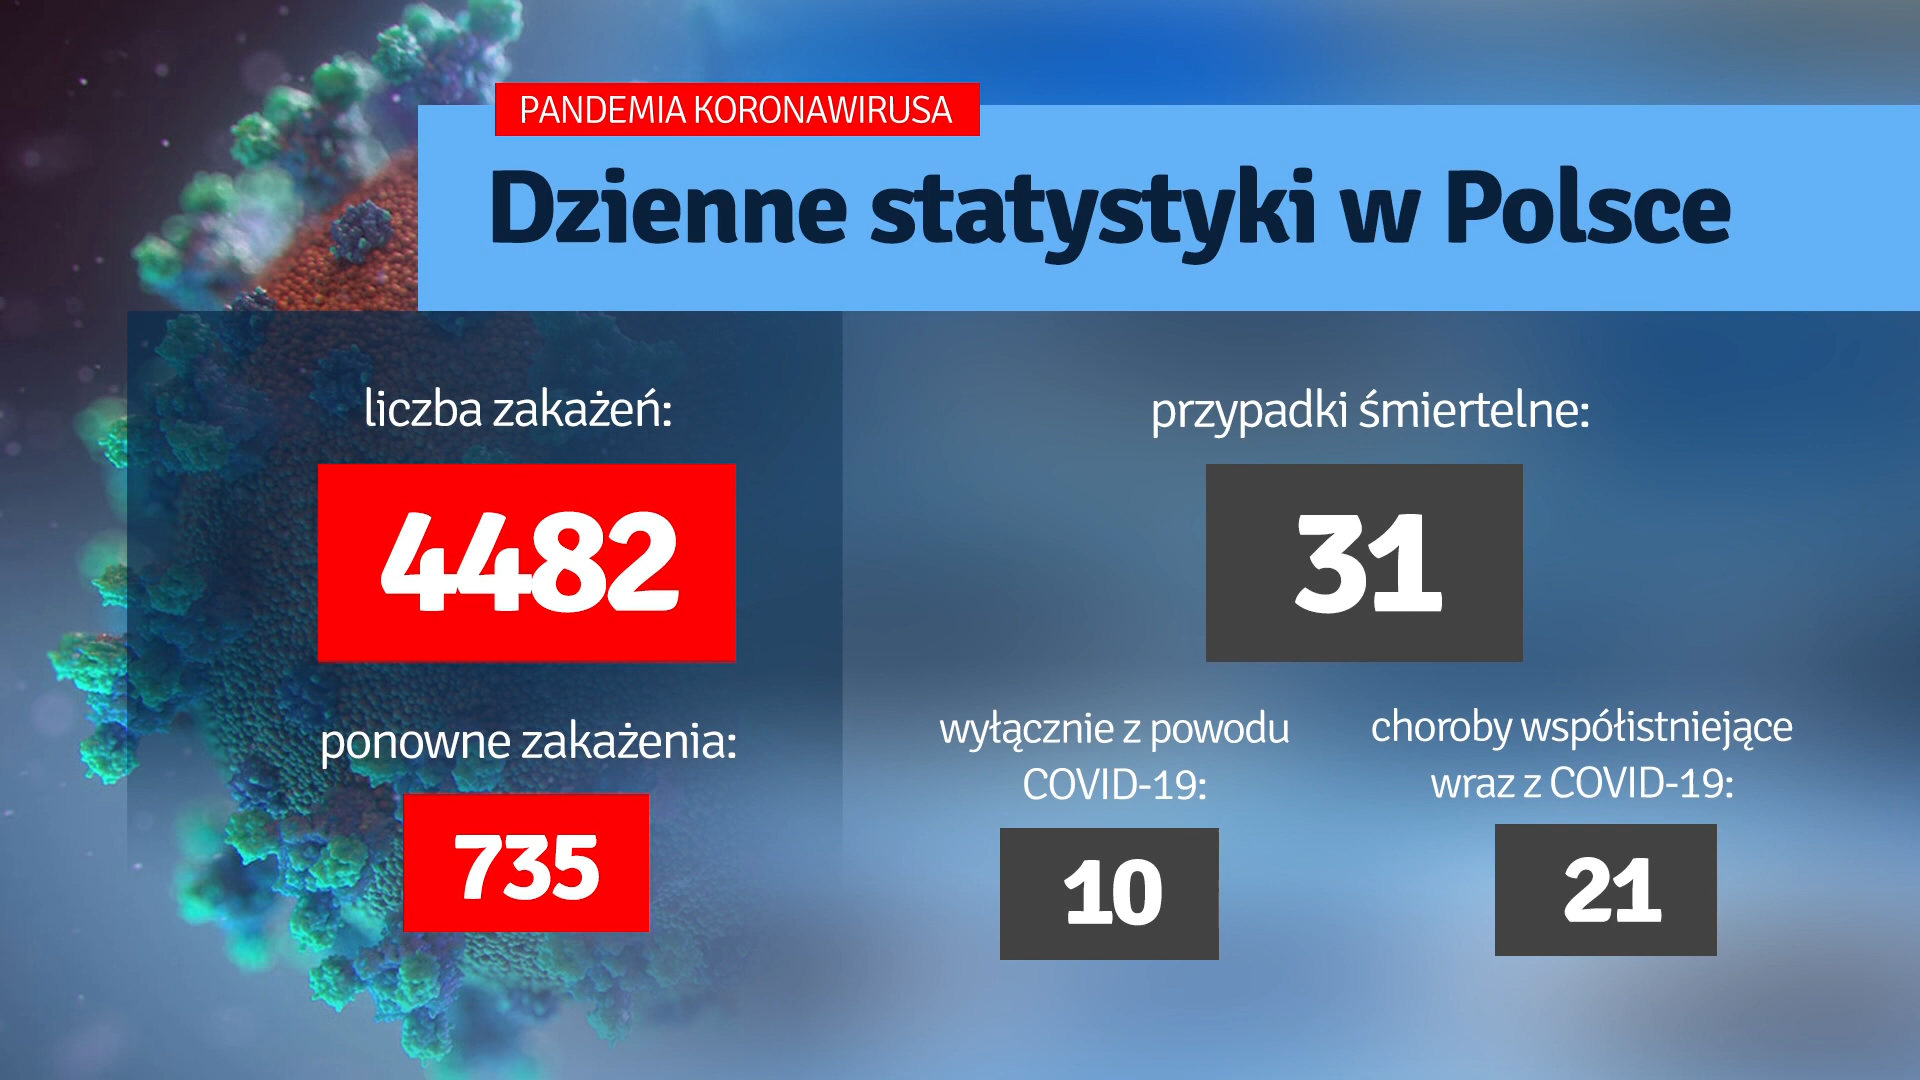 PANDEMIA KORONAWIRUSA
Dzienne statystyki w Polsce
liczba zakażeń:
4482
ponowne zakażenia:
735
przypadki śmiertelne:
31
wyłącznie z powodu
COVID-19:
10
choroby współistniejące
wraz z COVID-19:
21